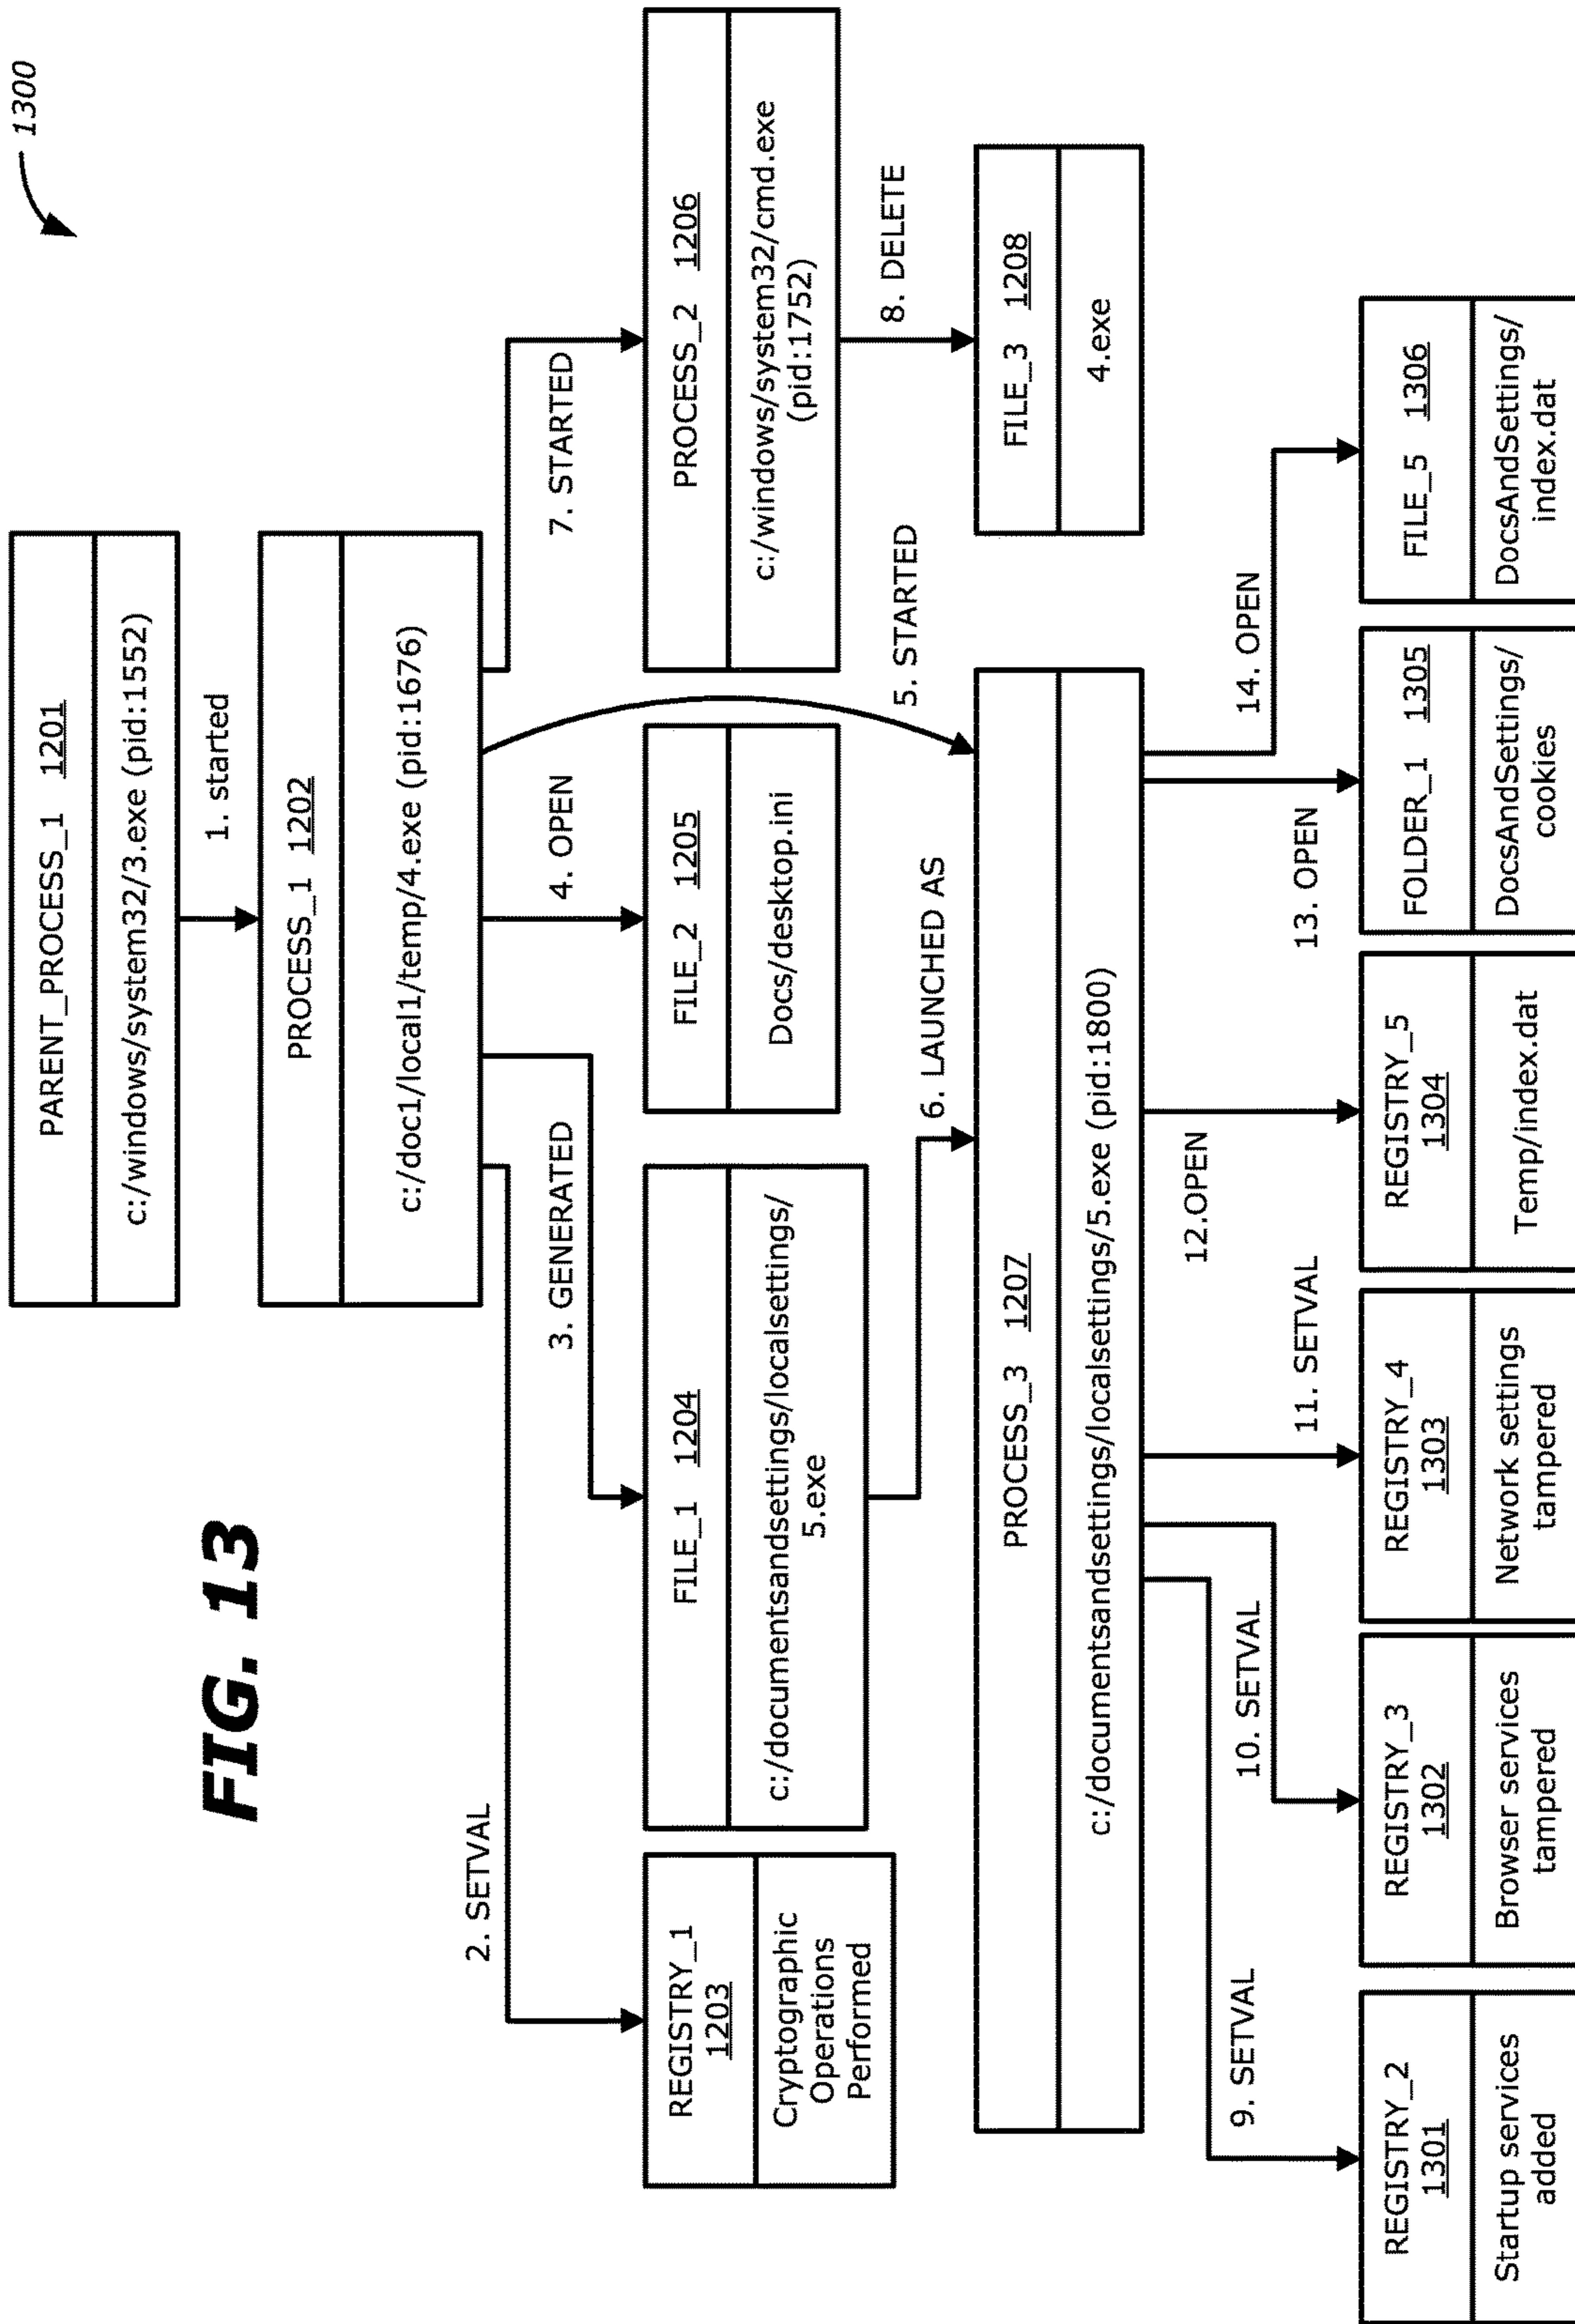 FIG. 13
1300
PARENT_PROCESS_1 1201
c:/windows/system32/3.exe (pid:1552)
1. started
PROCESS_1 1202
c:/doc1/local1/temp/4.exe (pid:1676)
2. SETVAL
3. GENERATED
4. OPEN
7. STARTED
REGISTRY_1
1203
Cryptographic
Operations
Performed
FILE_1 1204
c:/documentsandsettings/localsettings/
5.exe
FILE_2 1205
Docs/desktop.ini
PROCESS_2 1206
c:/windows/system32/cmd.exe
(pid:1752)
6. LAUNCHED AS
5. STARTED
8. DELETE
PROCESS_3 1207
c:/documentsandsettings/localsettings/5.exe (pid:1800)
FILE_3 1208
4.exe
9. SETVAL
10. SETVAL
11. SETVAL
12.OPEN
13. OPEN
14. OPEN
REGISTRY_2
1301
Startup services
added
REGISTRY_3
1302
Browser services
tampered
REGISTRY_4
1303
Network settings
tampered
REGISTRY_5
1304
Temp/index.dat
FOLDER_1 1305
DocsAndSettings/
cookies
FILE_5 1306
DocsAndSettings/
index.dat